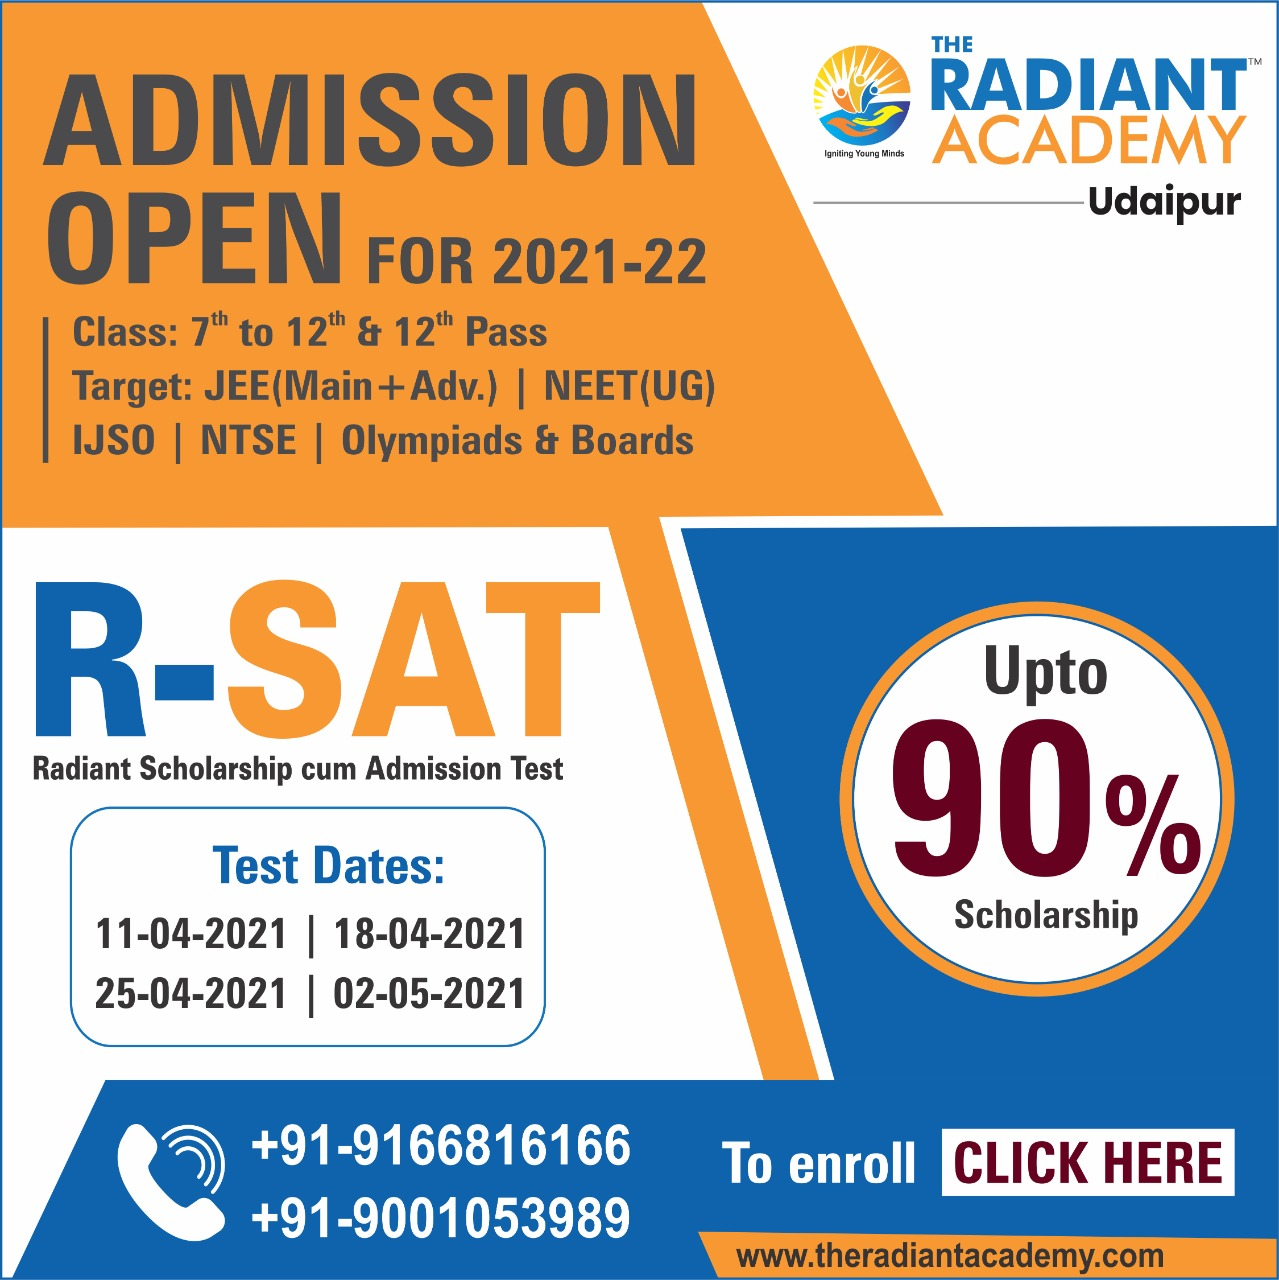 ADMISSION
OPEN FOR 2021-22
Class: 7th to 12th & 12th Pass
Target: JEE(Main+Adv.) | NEET(UG)
IJSO | NTSE | Olympiads & Boards
THE
RADIANT™
ACADEMY
Igniting Young Minds
Udaipur
R-SAT
Radiant Scholarship cum Admission Test
Test Dates:
11-04-2021 | 18-04-2021
25-04-2021 | 02-05-2021
Upto
90%
Scholarship
+91-9166816166
+91-9001053989
To enroll CLICK HERE
www.theradiantacademy.com